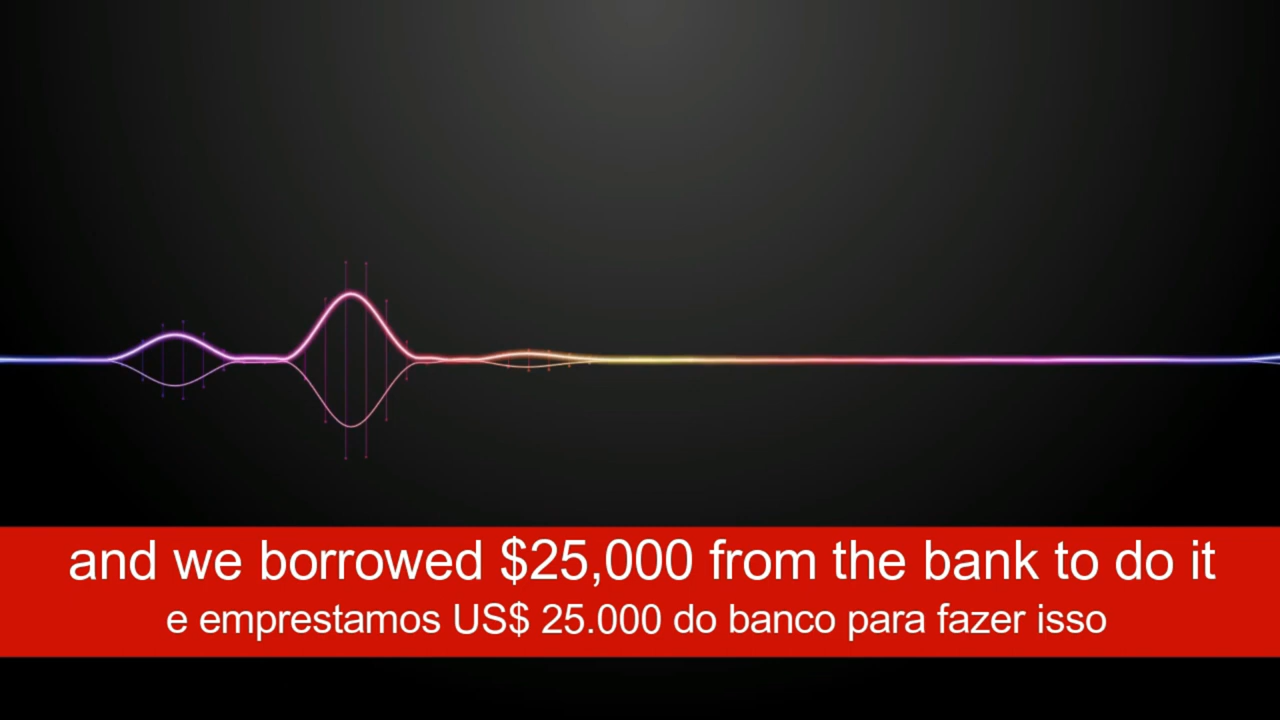 and we borrowed $25,000 from the bank to do it
e emprestamos US$ 25.000 do banco para fazer isso